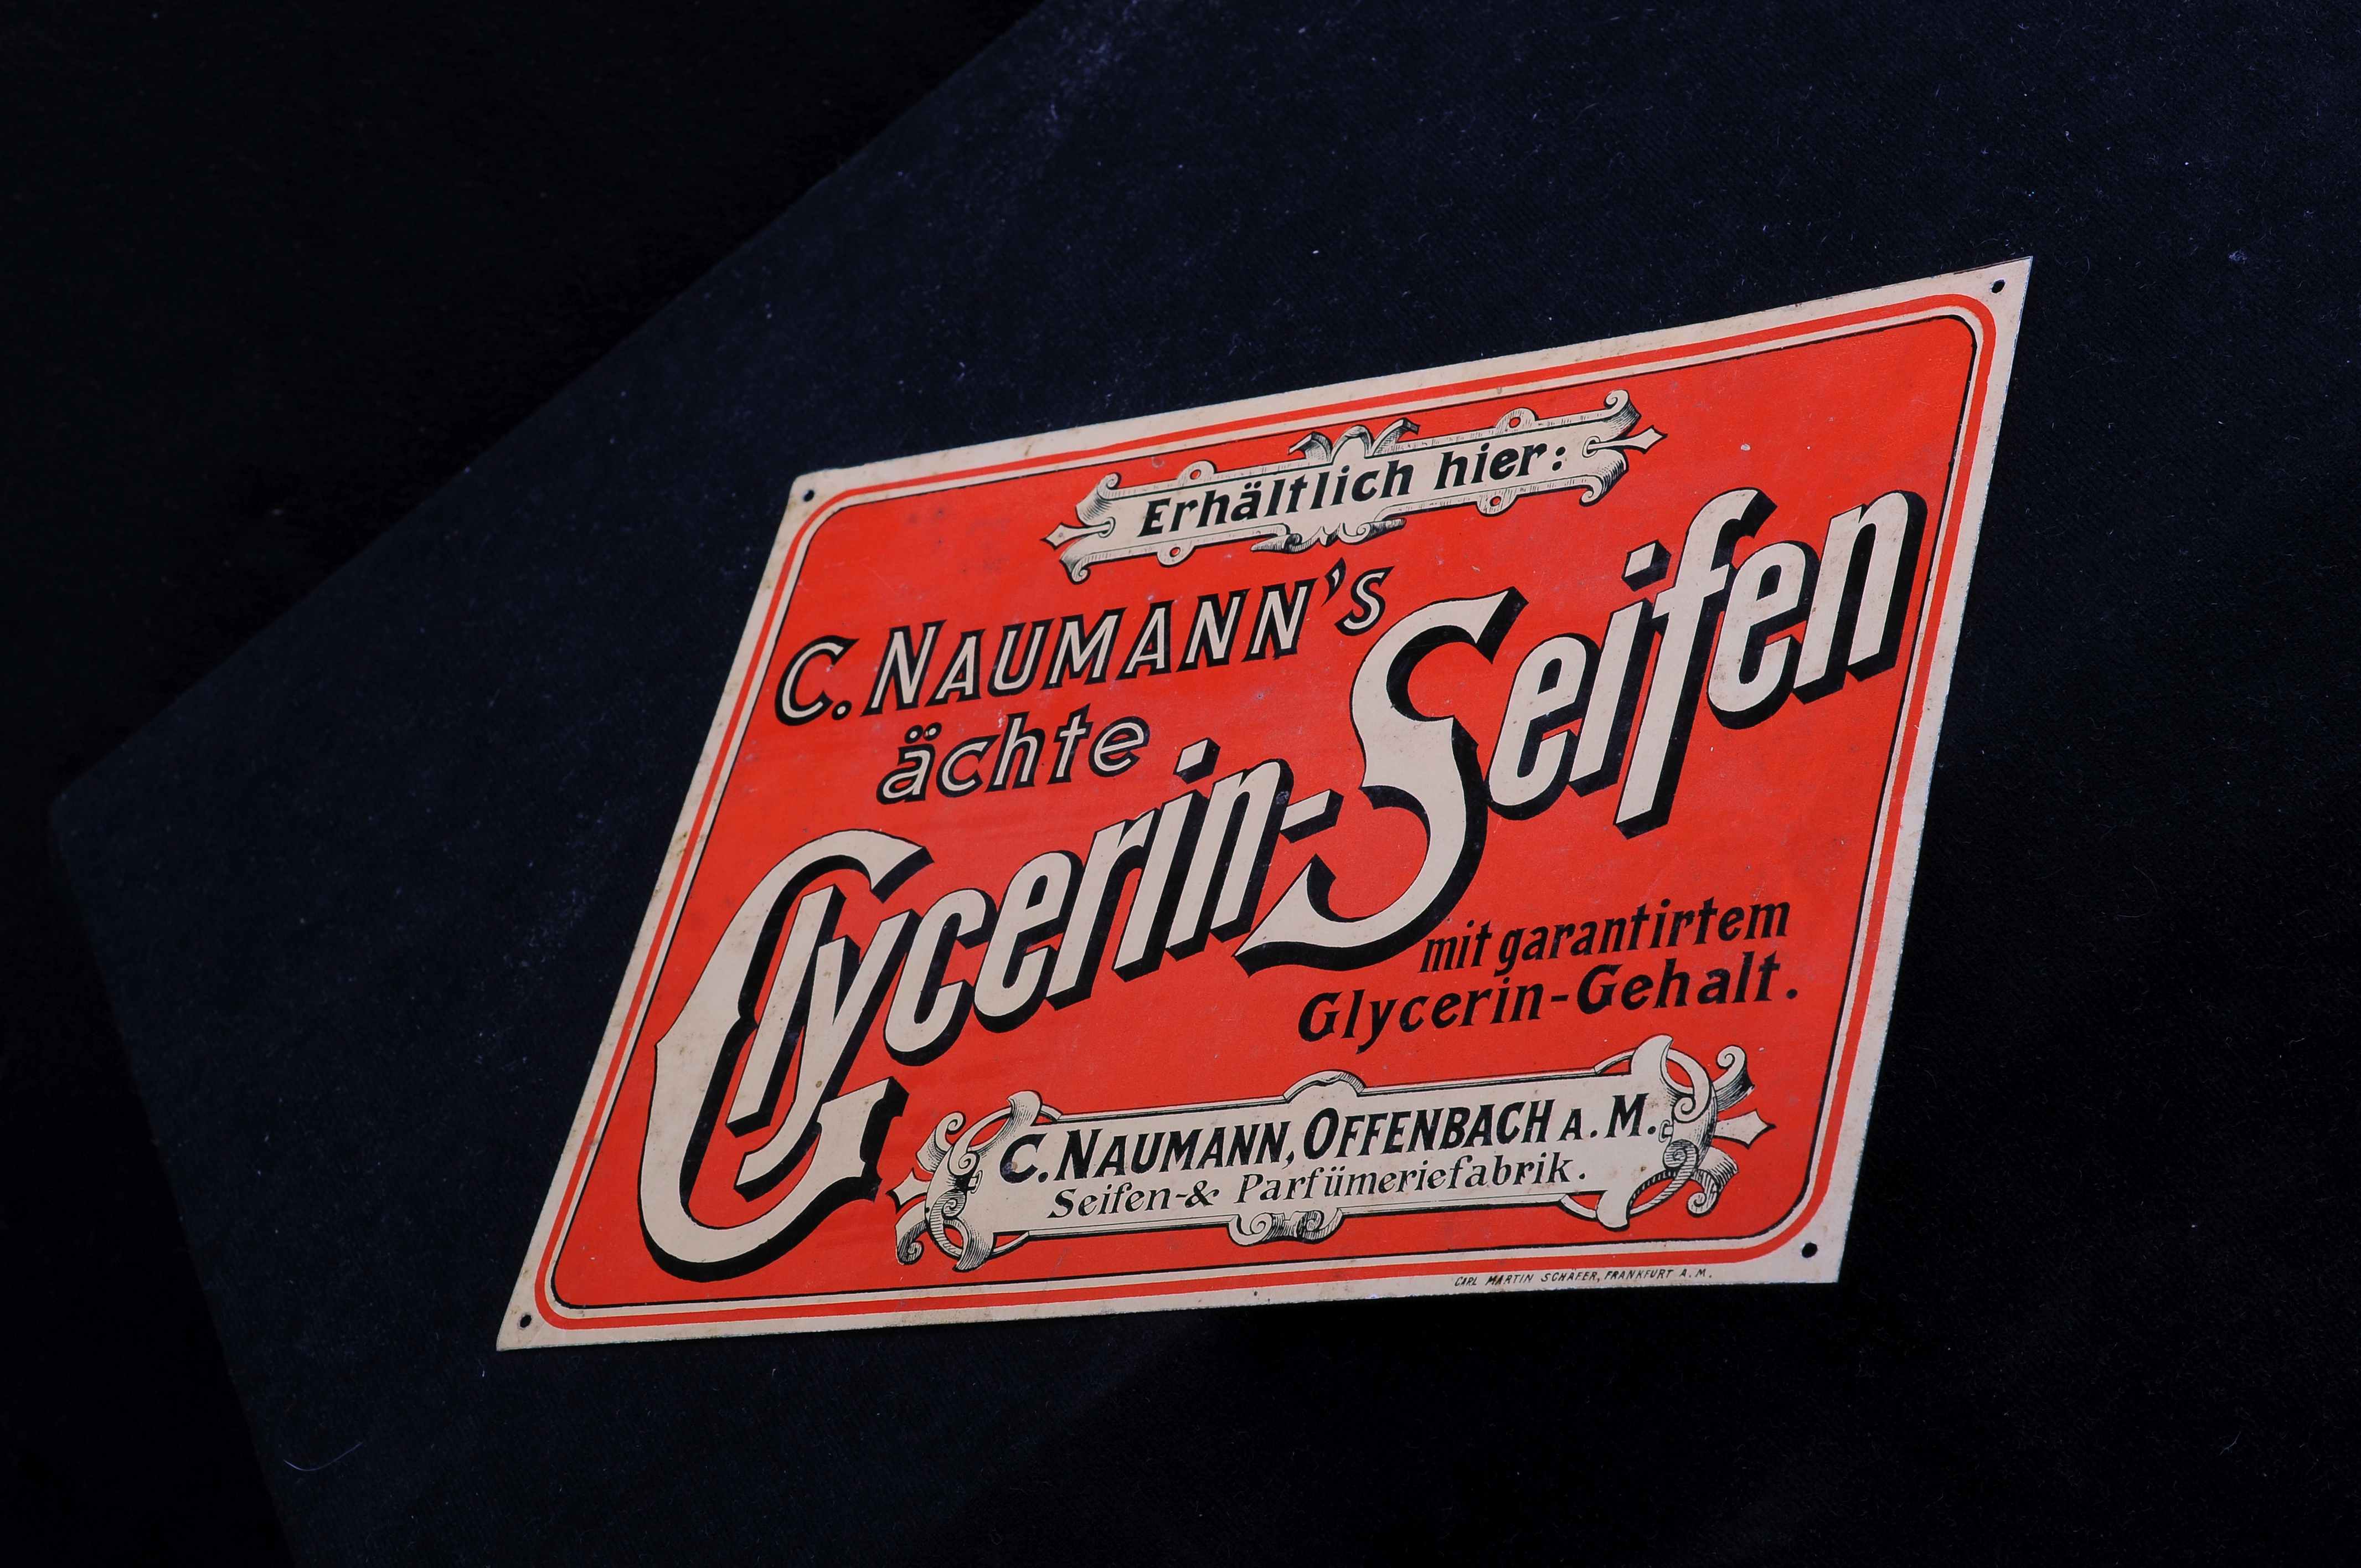 Erhältlich hier:
C. NAUMANN'S
ächte
Glycerin-Seifen
mit garantirtem
Glycerin-Gehalt.
C. NAUMANN, OFFENBACH A. M.
Seifen-& Parfümeriefabrik.
CARL MARTIN SCHÄFER, FRANKFURT A. M.